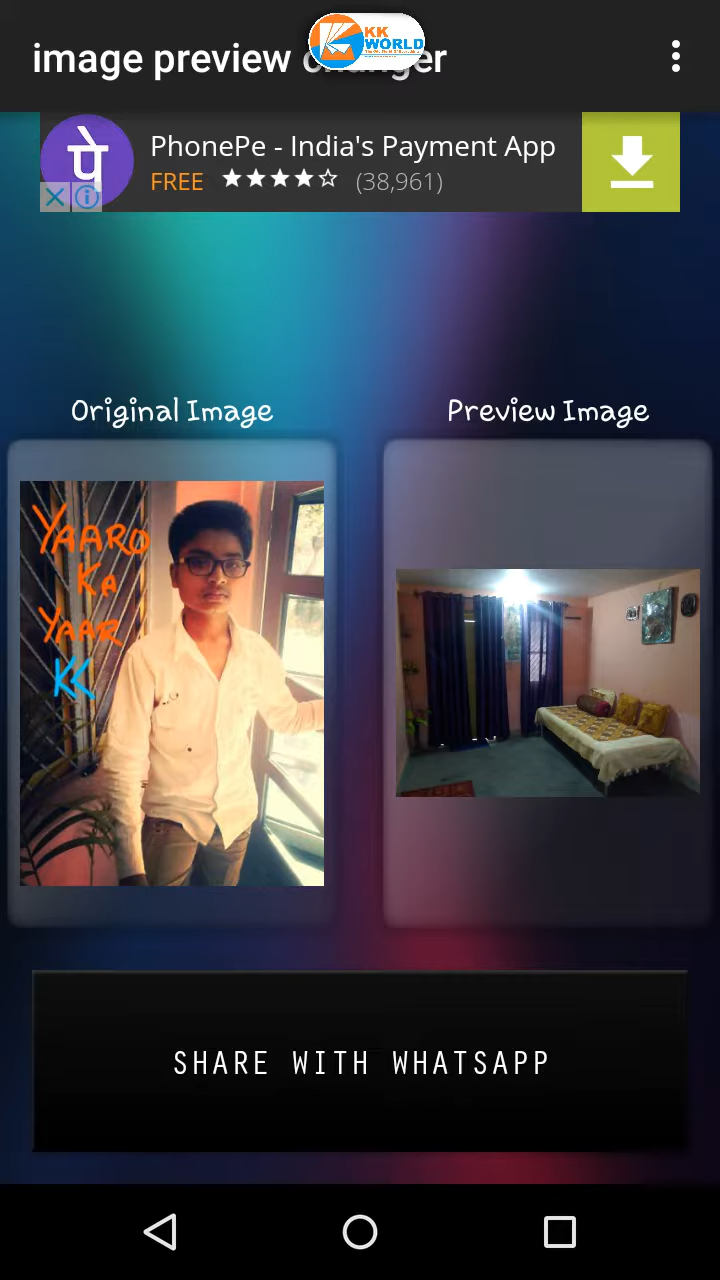 image preview changer
KK
WORLD
पे
PhonePe - India's Payment App
FREE (38,961)
Original Image
Preview Image
YAARO
KA
YAAR
KK
SHARE WITH WHATSAPP